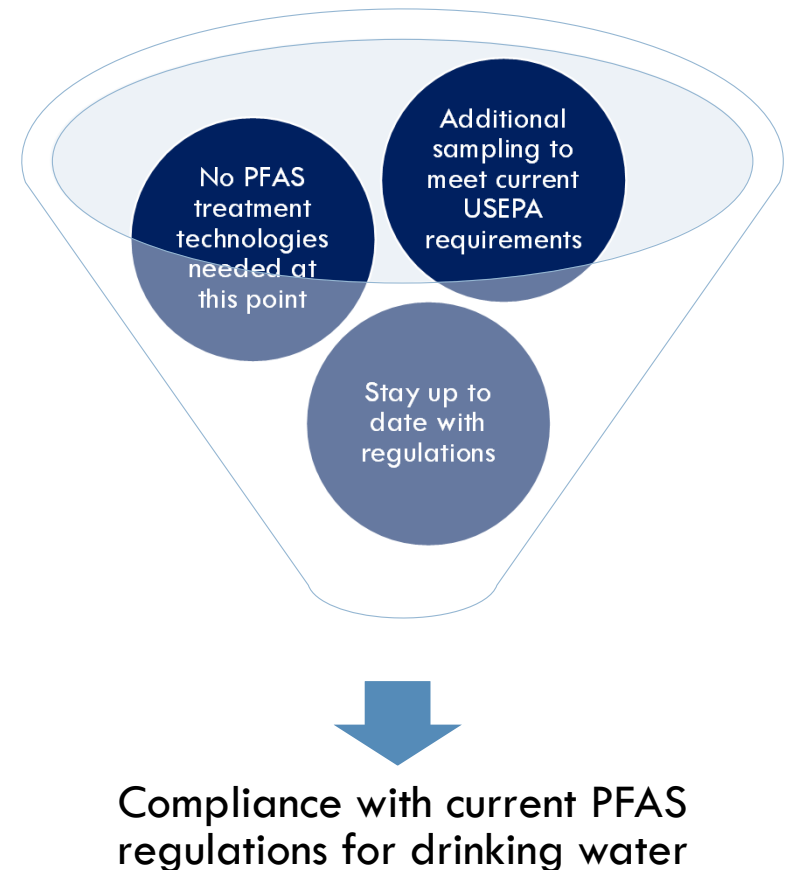 No PFAS
treatment
technologies
needed at
this point
Additional
sampling to
meet current
USEPA
requirements
Stay up to
date with
regulations
Compliance with current PFAS
regulations for drinking water